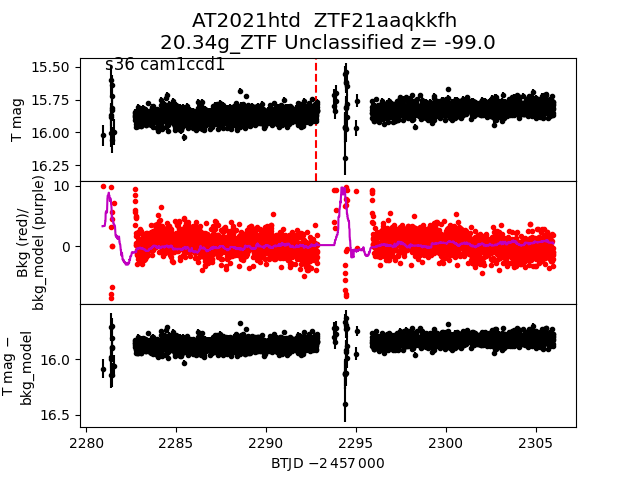 AT2021htd  ZTF21aaqkkfh
20.34g_ZTF Unclassified z= -99.0
s36 cam1ccd1
15.50
15.75
16.00
16.25
T mag
10
0
Bkg (red)/
bkg_model (purple)
16.0
16.5
T mag −
bkg_model
2280
2285
2290
2295
2300
2305
BTJD −2 457 000